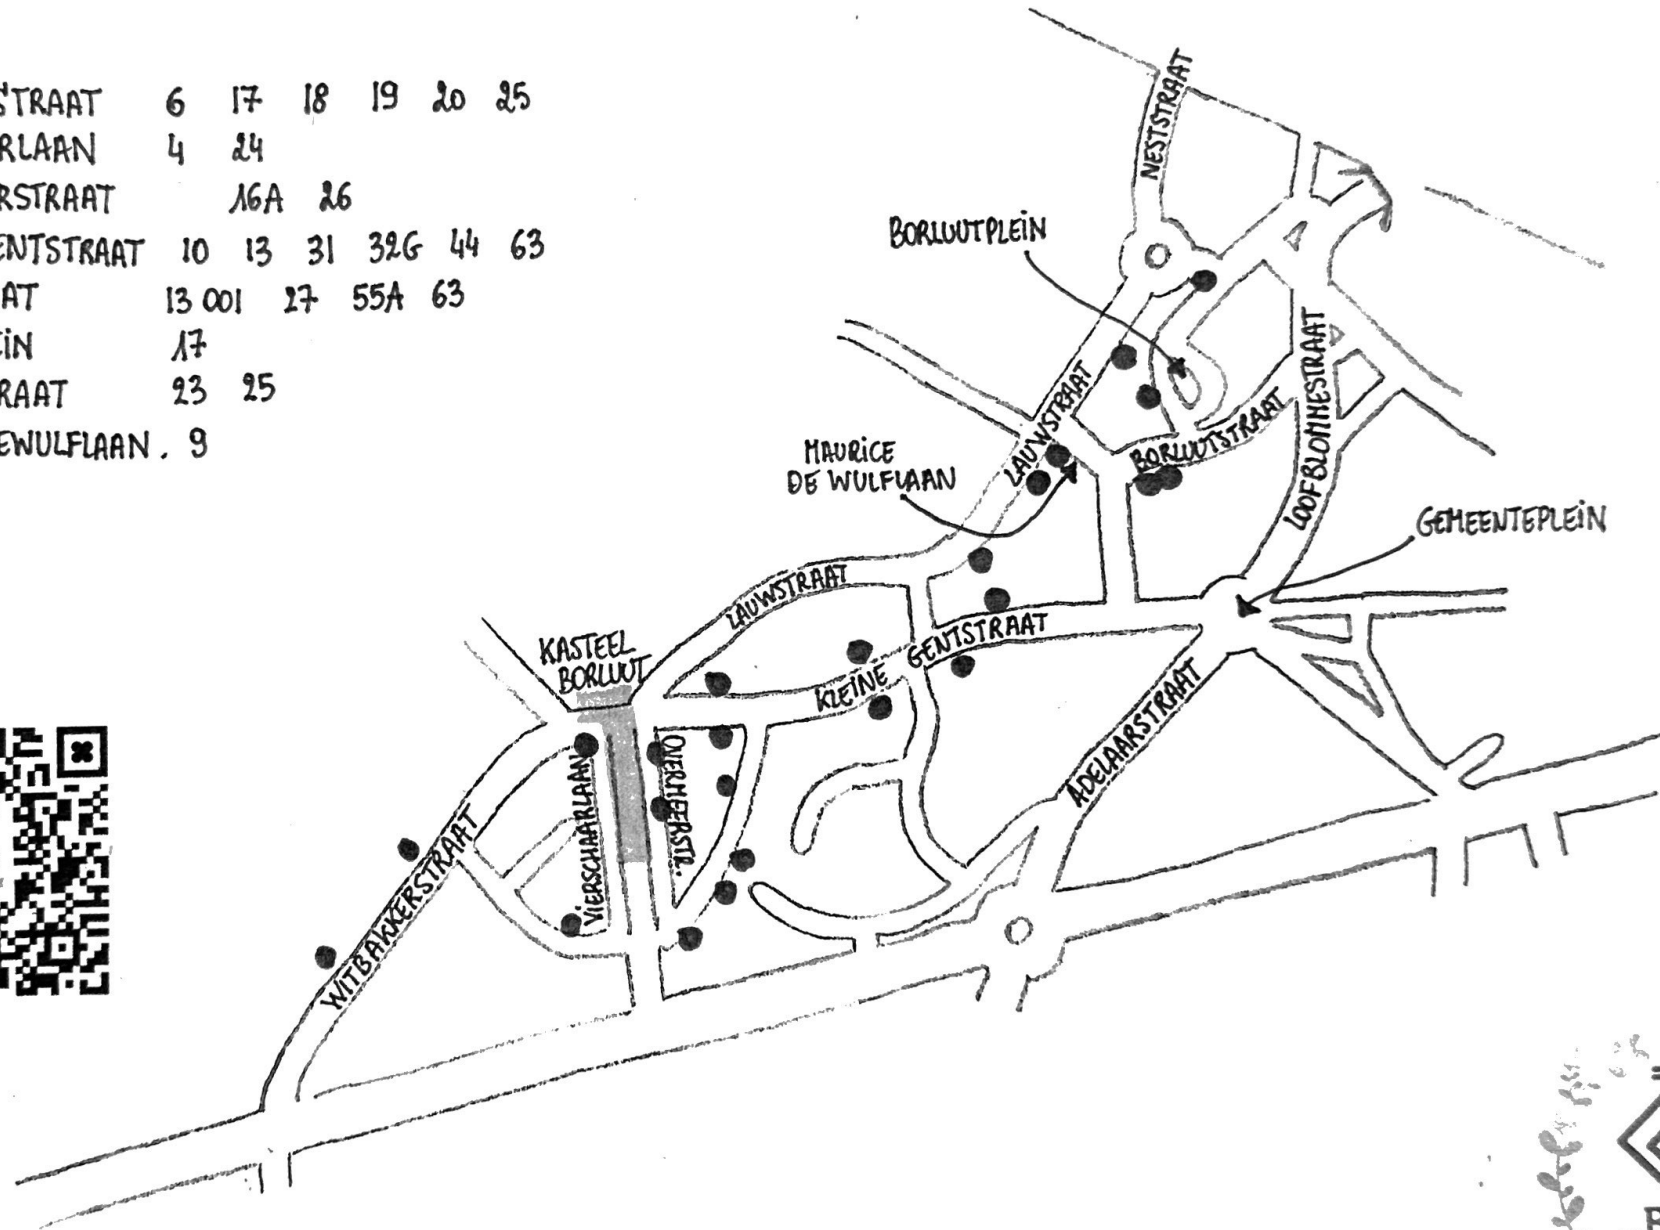 STRAAT 6 17 18 19 20 25
RLAAN 4 24
RSTRAAT 16A 26
ENTSTRAAT 10 13 31 32G 44 63
AT 13 001 27 55A 63
EIN 17
RAAT 23 25
EWULFLAAN. 9
NESTSTRAAT
BORLUUTPLEIN
LAUWSTRAAT
LAUWSTRAAT
MAURICE
DE WULFLAAN
BORLUUTSTRAAT
LOOFBLOMMESTRAAT
GEMEENTEPLEIN
LAUWSTRAAT
KASTEEL
BORLUUT
KLEINE GENTSTRAAT
ADELAARSTRAAT
OVERMEERSTR.
VIERSCHAARLAAN
WITBAKKERSTRAAT